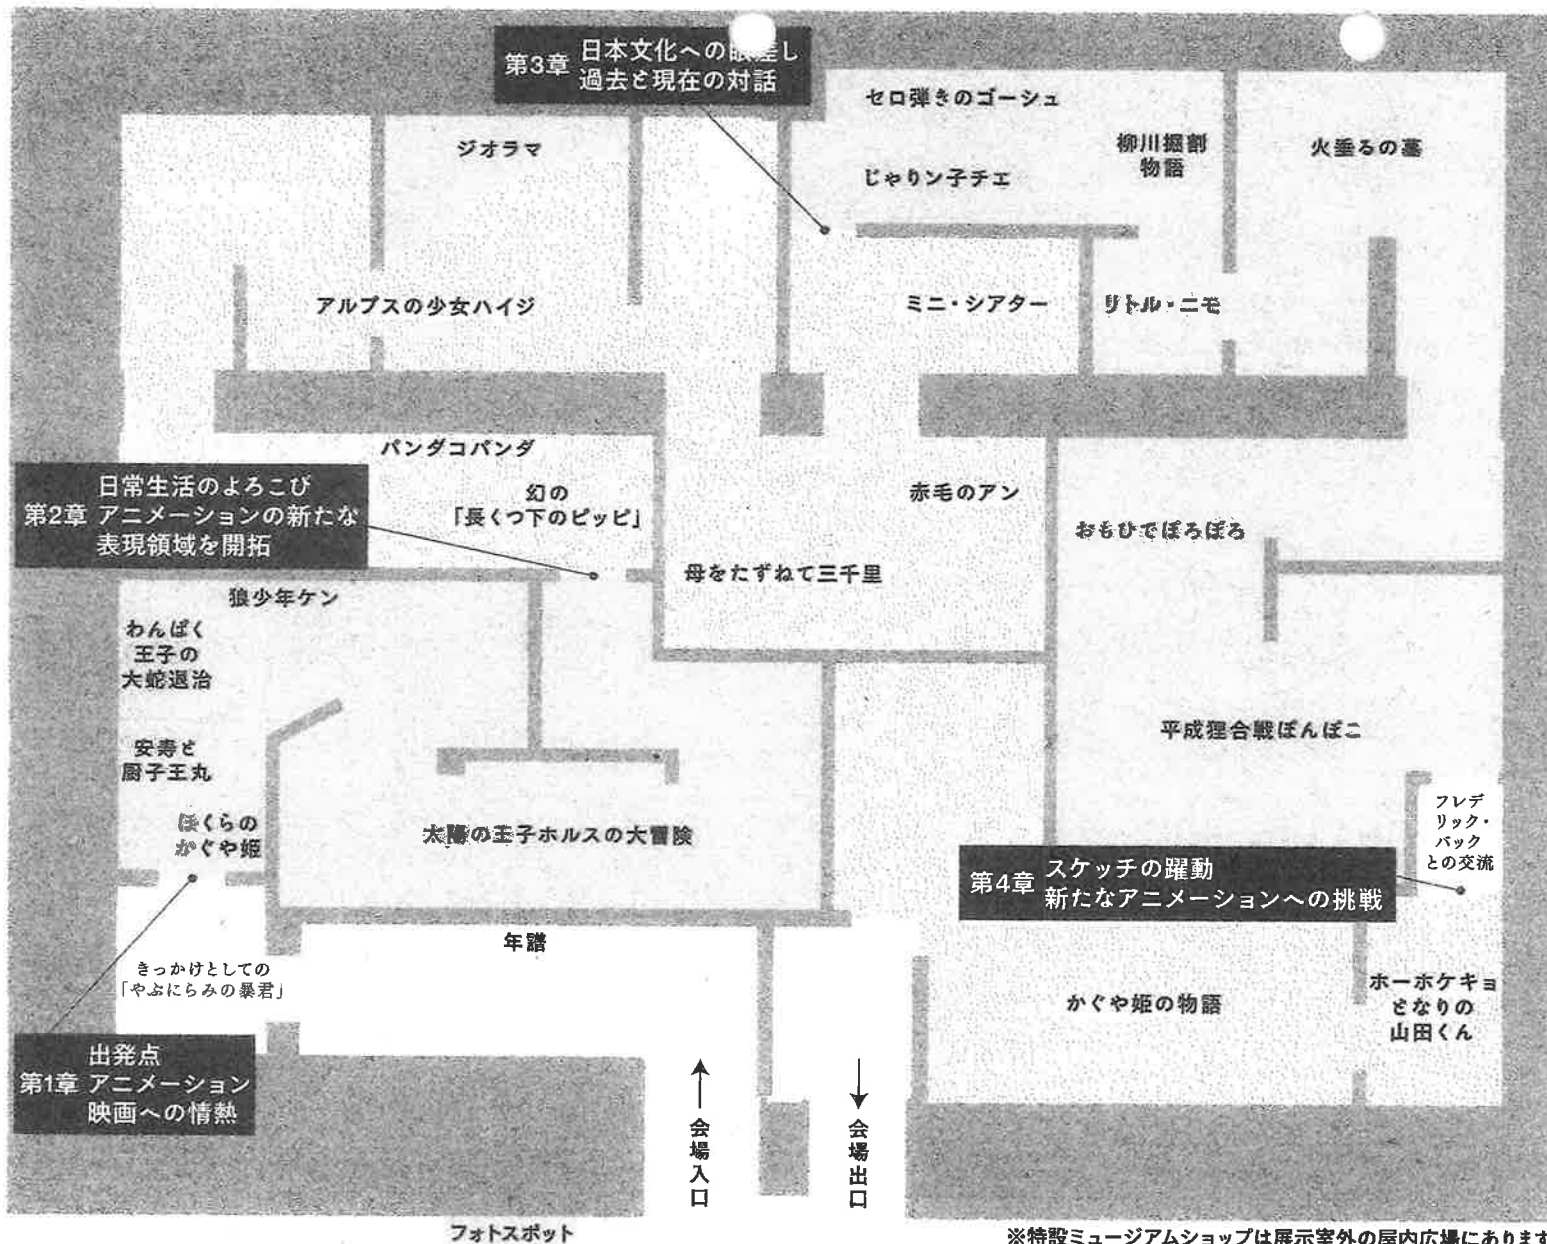 第3章
日本文化への眼差し
過去と現在の対話
セロ弾きのゴーシュ
じゃりン子チエ
柳川掘割
物語
火垂るの墓
ジオラマ
アルプスの少女ハイジ
ミニ・シアター
リトル・ニモ
パンダコパンダ
幻の
「長くつ下のピッピ」
第2章
日常生活のよろこび
アニメーションの新たな
表現領域を開拓
赤毛のアン
母をたずねて三千里
おもひでぽろぽろ
狼少年ケン
わんぱく
王子の
大蛇退治
安寿と
厨子王丸
ぼくらの
かぐや姫
太陽の王子ホルスの大冒険
平成狸合戦ぽんぽこ
フレデ
リック・
バック
との交流
第4章
スケッチの躍動
新たなアニメーションへの挑戦
年譜
きっかけとしての
「やぶにらみの暴君」
かぐや姫の物語
ホーホケキョ
となりの
山田くん
第1章
出発点
アニメーション
映画への情熱
会場入口
会場出口
フォトスポット
※特設ミュージアムショップは展示室外の屋内広場にあります